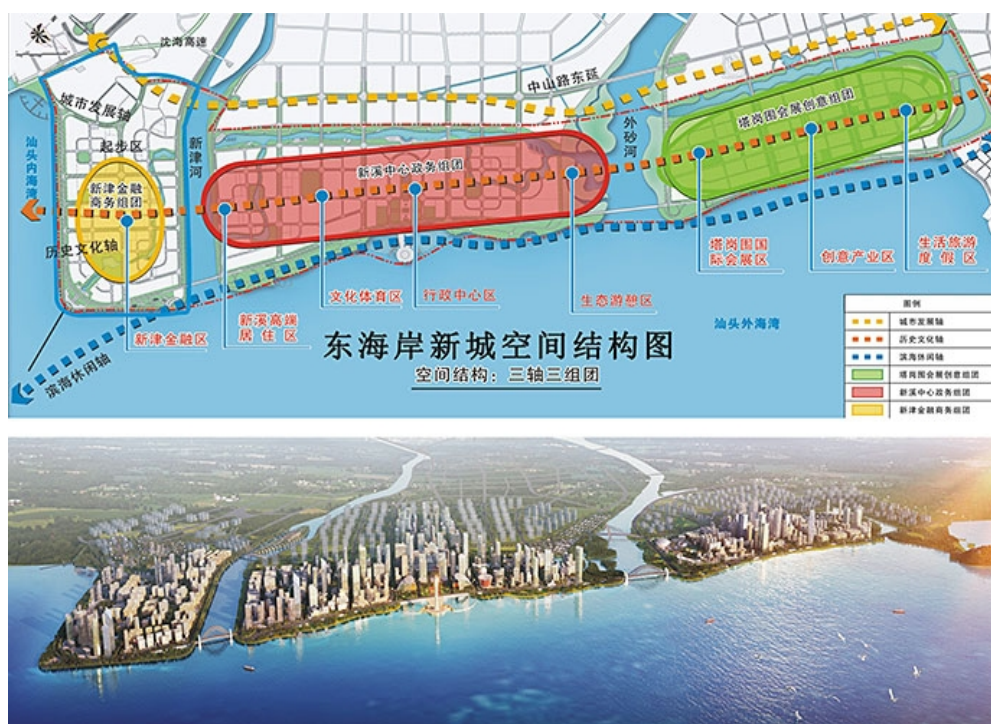 沈海高速
中山路东延
城市发展轴
起步区
汕头内海湾
新津河
外砂河
新津金融
商务组团
历史文化轴
新溪中心政务组团
塔岗围会展创意组团
新津金融区
新溪高端
居住区
文化体育区
行政中心区
生态游憩区
塔岗围国
际会展区
创意产业区
生活旅游
度假区
滨海休闲轴
汕头外海湾
东海岸新城空间结构图
空间结构：三轴三组团
图例
城市发展轴
历史文化轴
滨海休闲轴
塔岗围会展创意组团
新溪中心政务组团
新津金融商务组团